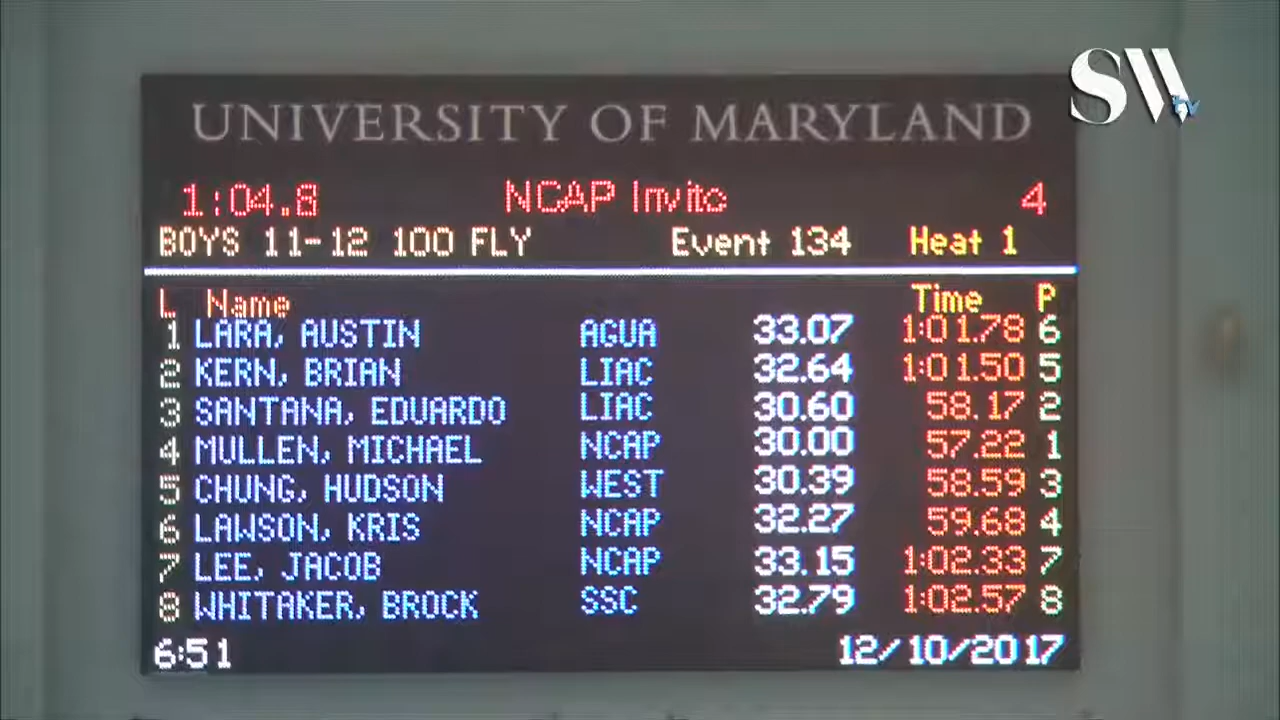 SW tv
UNIVERSITY OF MARYLAND
1:04.8 NCAP Invite 4
BOYS 11-12 100 FLY Event 134 Heat 1
L Name Time P
1 LARA, AUSTIN AGUA 33.07 1:01.78 6
2 KERN, BRIAN LIAC 32.64 1:01.50 5
3 SANTANA, EDUARDO LIAC 30.60 58.17 2
4 MULLEN, MICHAEL NCAP 30.00 57.22 1
5 CHUNG, HUDSON WEST 30.39 58.59 3
6 LAWSON, KRIS NCAP 32.27 59.68 4
7 LEE, JACOB NCAP 33.15 1:02.33 7
8 WHITAKER, BROCK SSC 32.79 1:02.57 8
6:51 12/10/2017